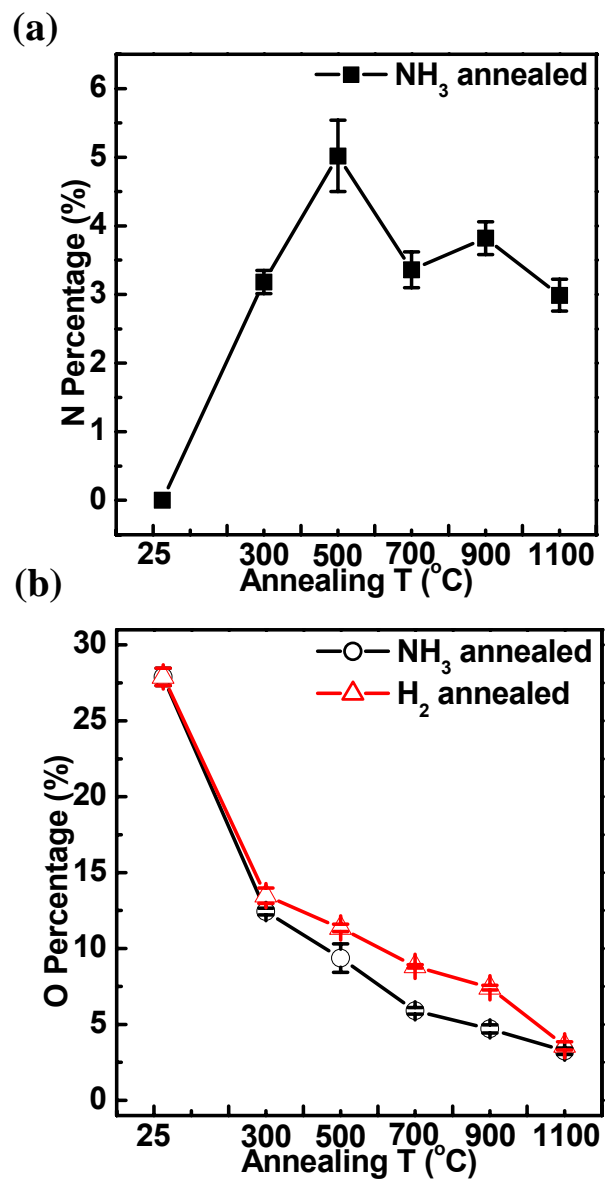 (a)
NH3 annealed
6
5
4
3
2
1
0
N Percentage (%)
25 300 500 700 900 1100
Annealing T (°C)
(b)
NH3 annealed
H2 annealed
30
25
20
15
10
5
0
O Percentage (%)
25 300 500 700 900 1100
Annealing T (°C)